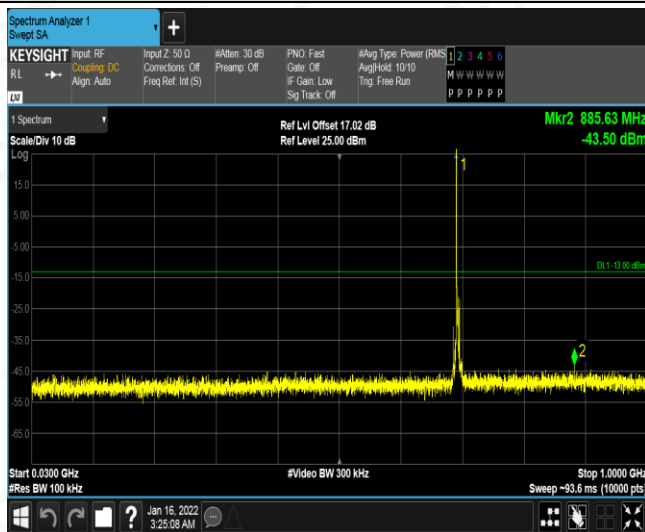 Spectrum Analyzer 1
Swept SA
+
KEYSIGHT
RL
LXI
Input: RF
Coupling: DC
Align: Auto
Input Z: 50 Ω
Corrections: Off
Freq Ref: Int (S)
#Atten: 30 dB
Preamp: Off
PNO: Fast
Gate: Off
IF Gain: Low
Sig Track: Off
#Avg Type: Power (RMS
Avg|Hold: 10/10
Trig: Free Run
1 2 3 4 5 6
M W W W W W
P P P P P P
1 Spectrum
Scale/Div 10 dB
Ref Lvl Offset 17.02 dB
Ref Level 25.00 dBm
Mkr2 885.63 MHz
-43.50 dBm
Log
1
15.0
5.00
-5.00
DL1 -13.00 dBm
-15.0
-25.0
-35.0
2
-45.0
-55.0
-65.0
Start 0.0300 GHz
#Res BW 100 kHz
#Video BW 300 kHz
Stop 1.0000 GHz
Sweep ~93.6 ms (10000 pts)
?
Jan 16, 2022
3:25:08 AM